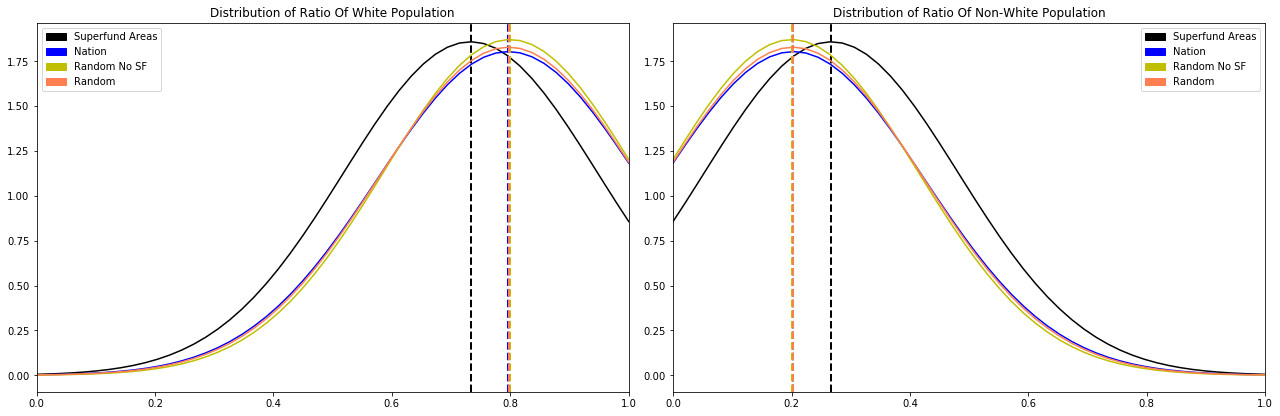 Distribution of Ratio Of White Population
Superfund Areas
Nation
Random No SF
Random
1.75
1.50
1.25
1.00
0.75
0.50
0.25
0.00
0.0 0.2 0.4 0.6 0.8 1.0
Distribution of Ratio Of Non-White Population
Superfund Areas
Nation
Random No SF
Random
1.75
1.50
1.25
1.00
0.75
0.50
0.25
0.00
0.0 0.2 0.4 0.6 0.8 1.0